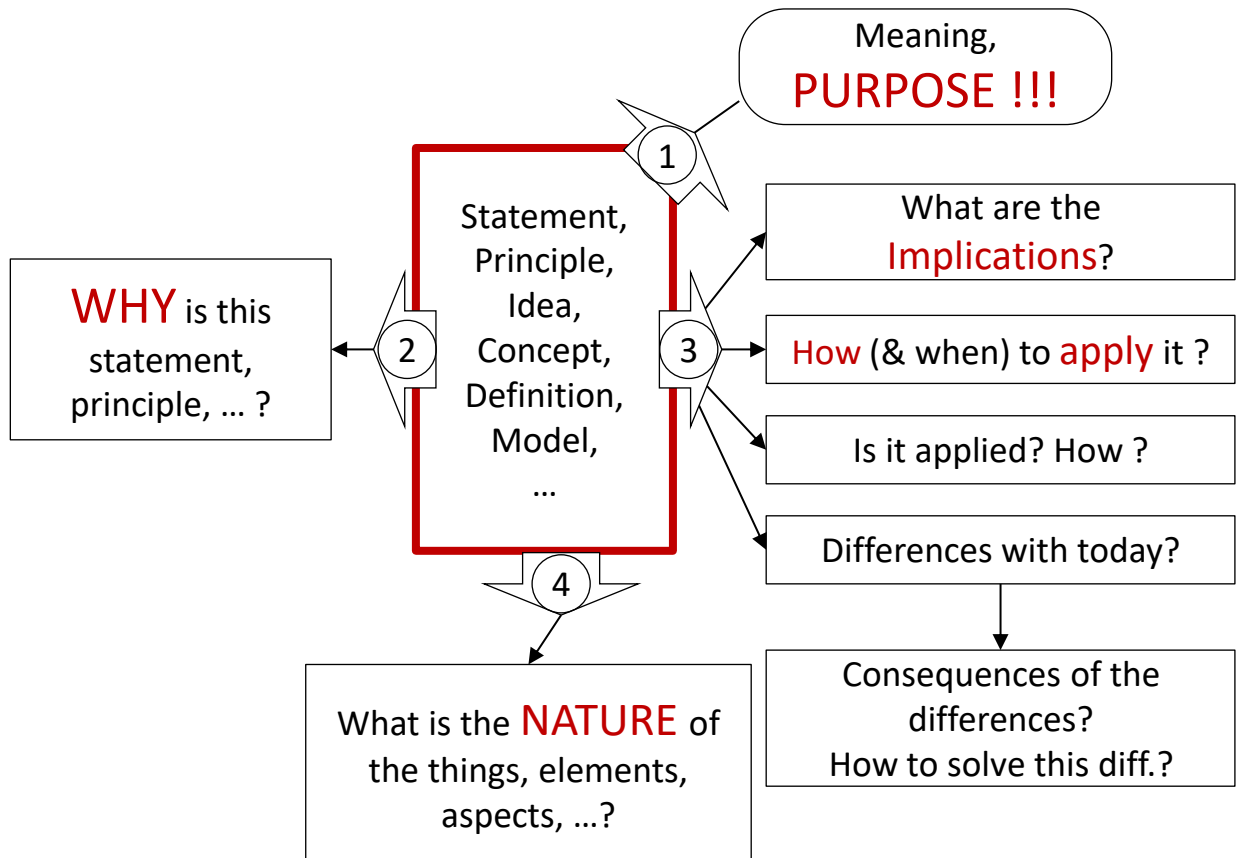 Meaning,
PURPOSE !!!
1
Statement,
Principle,
Idea,
Concept,
Definition,
Model,
…
2
WHY is this
statement,
principle, … ?
3
What are the
Implications?
How (& when) to apply it ?
Is it applied? How ?
Differences with today?
Consequences of the
differences?
How to solve this diff.?
4
What is the NATURE of
the things, elements,
aspects, …?